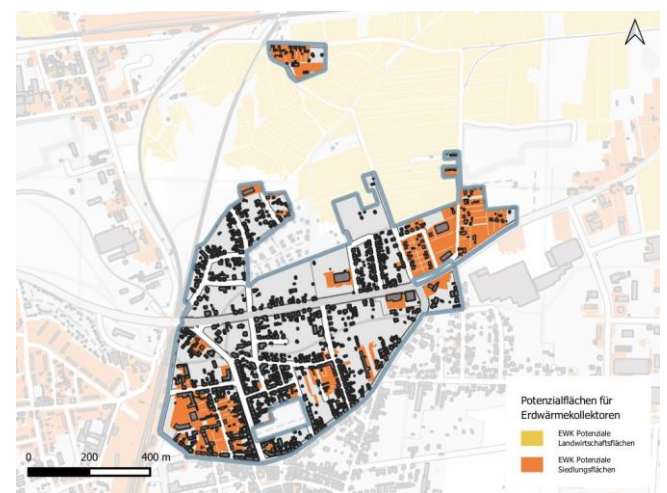 Potenzialflächen für
Erdwärmekollektoren
EWK Potenziale
Landwirtschaftsflächen
EWK Potenziale
Siedlungsflächen
0 200 400 m